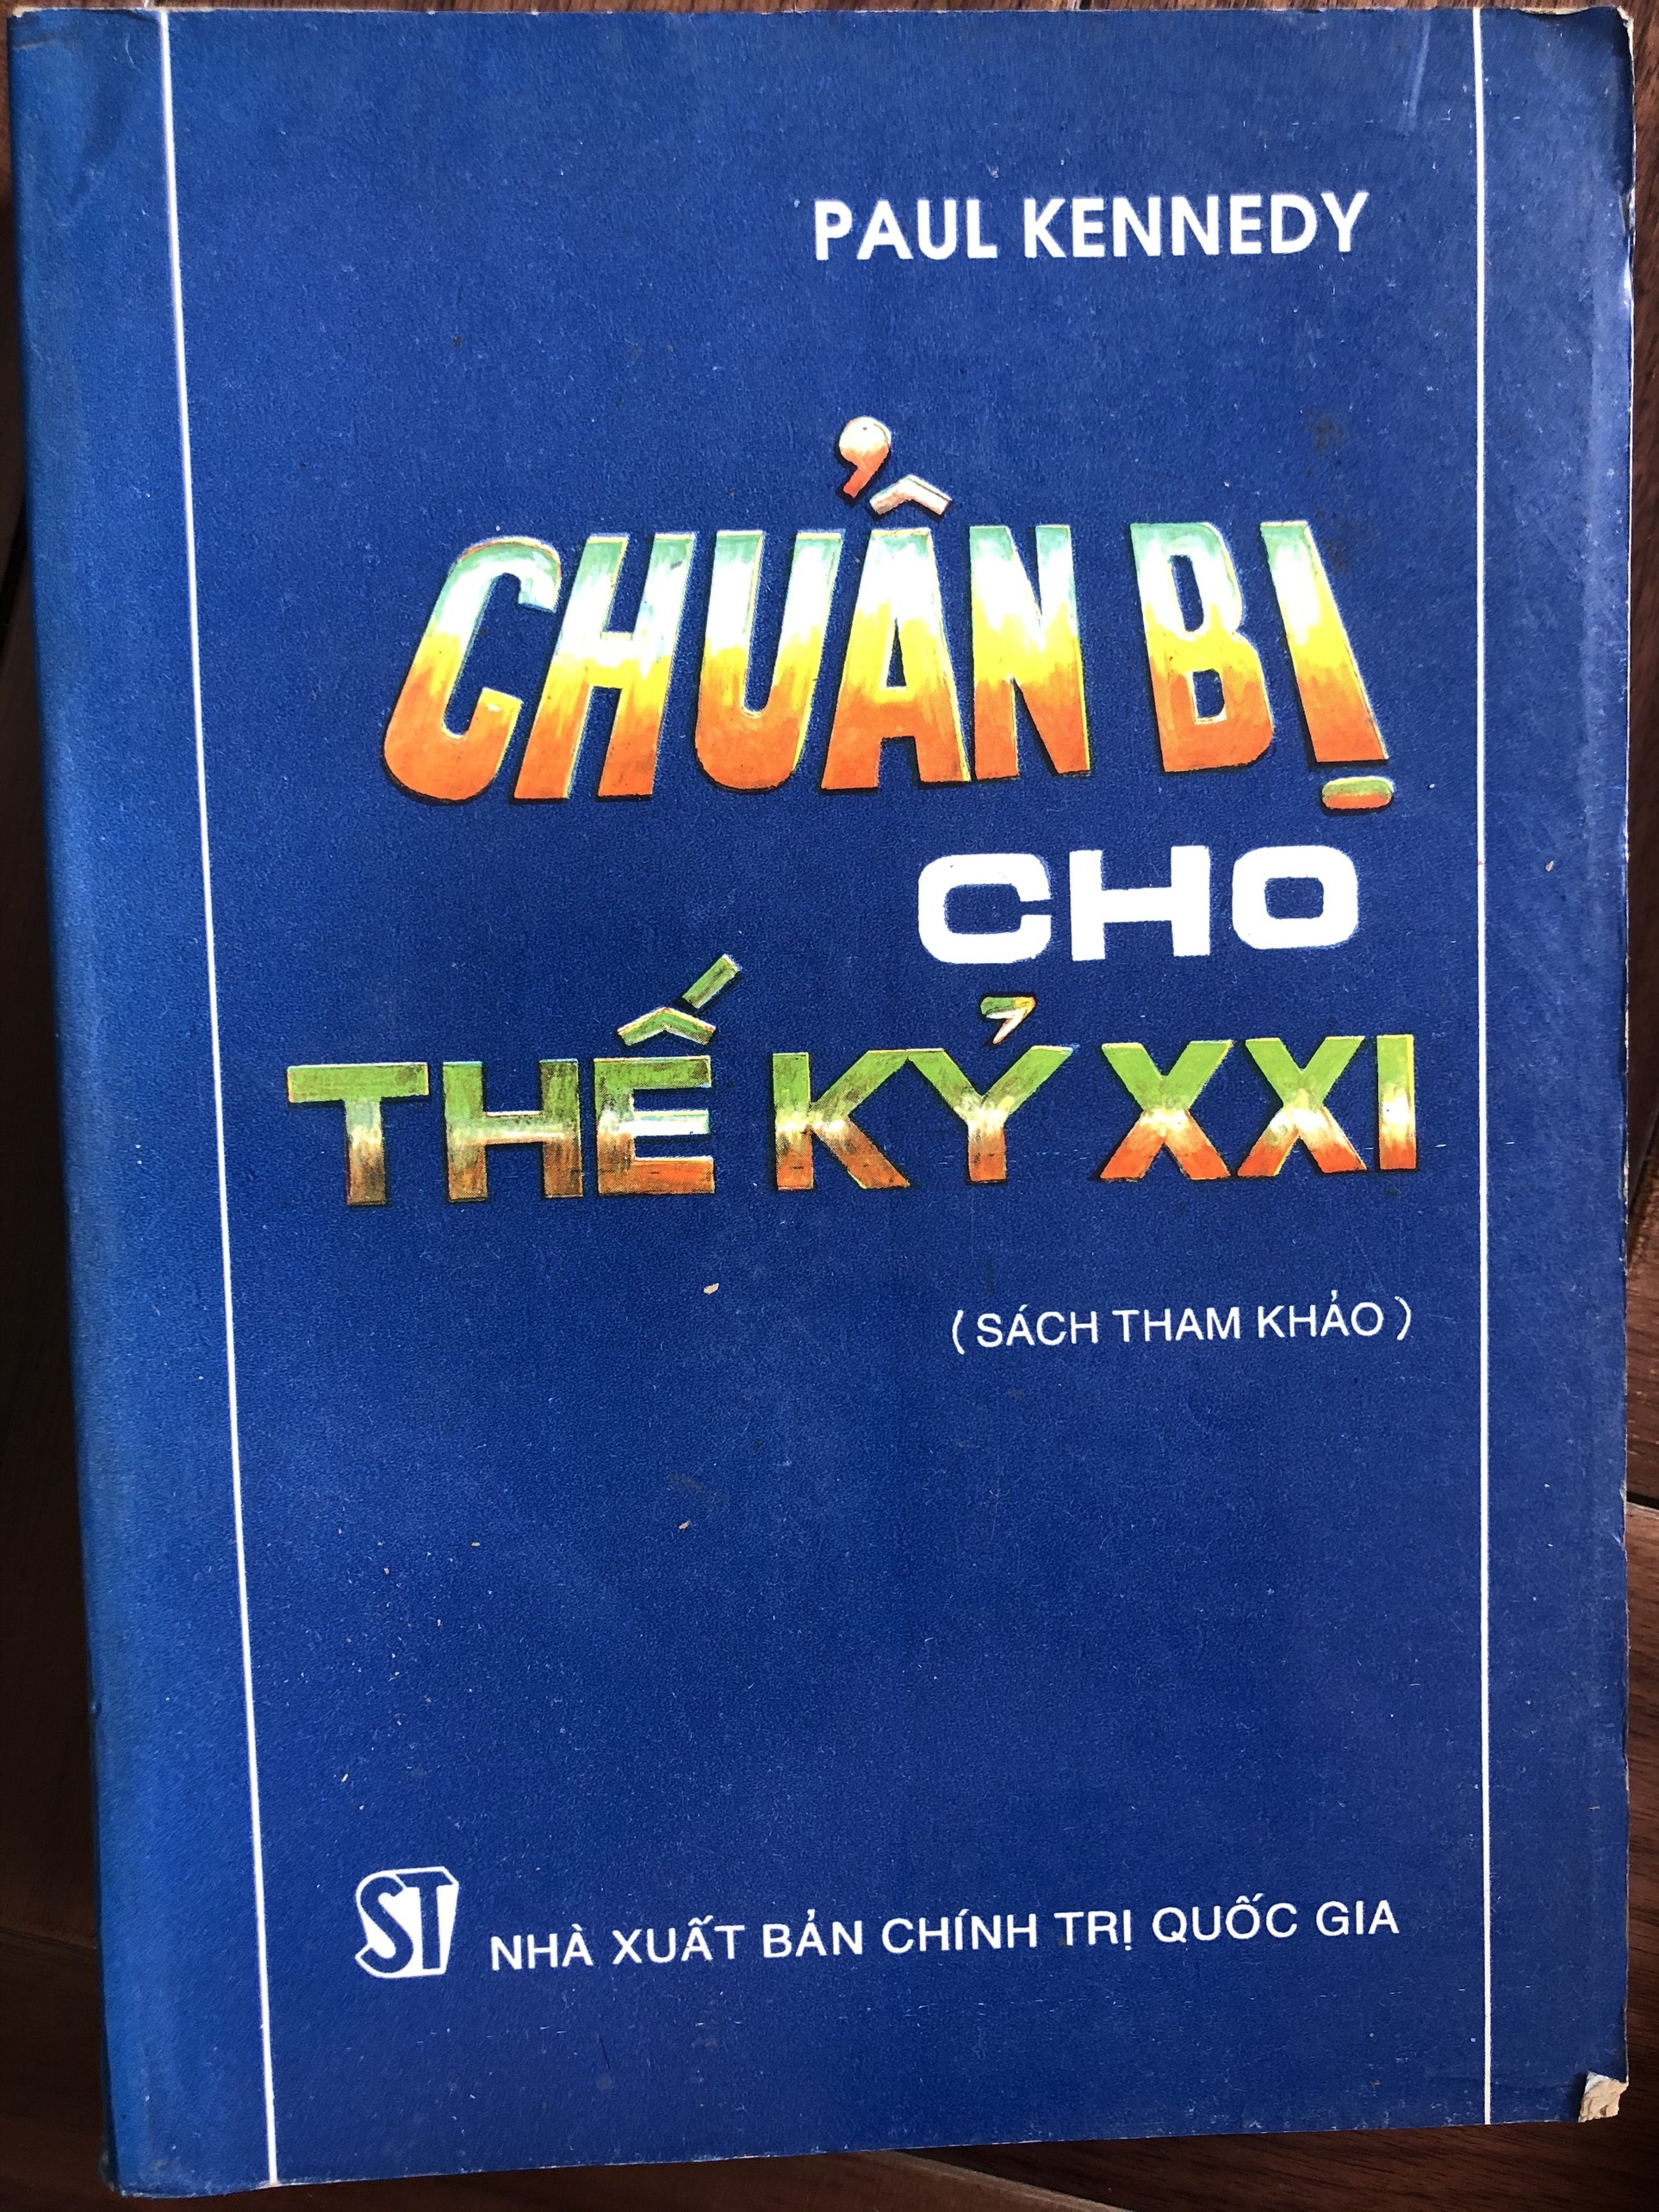 PAUL KENNEDY
CHUẨN BỊ
CHO
THẾ KỶ XXI
(SÁCH THAM KHẢO)
ST NHÀ XUẤT BẢN CHÍNH TRỊ QUỐC GIA